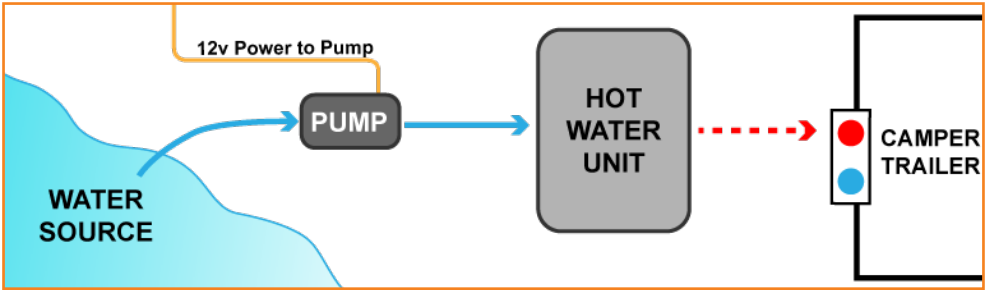 12v Power to Pump
PUMP
HOT
WATER
UNIT
CAMPER
TRAILER
WATER
SOURCE